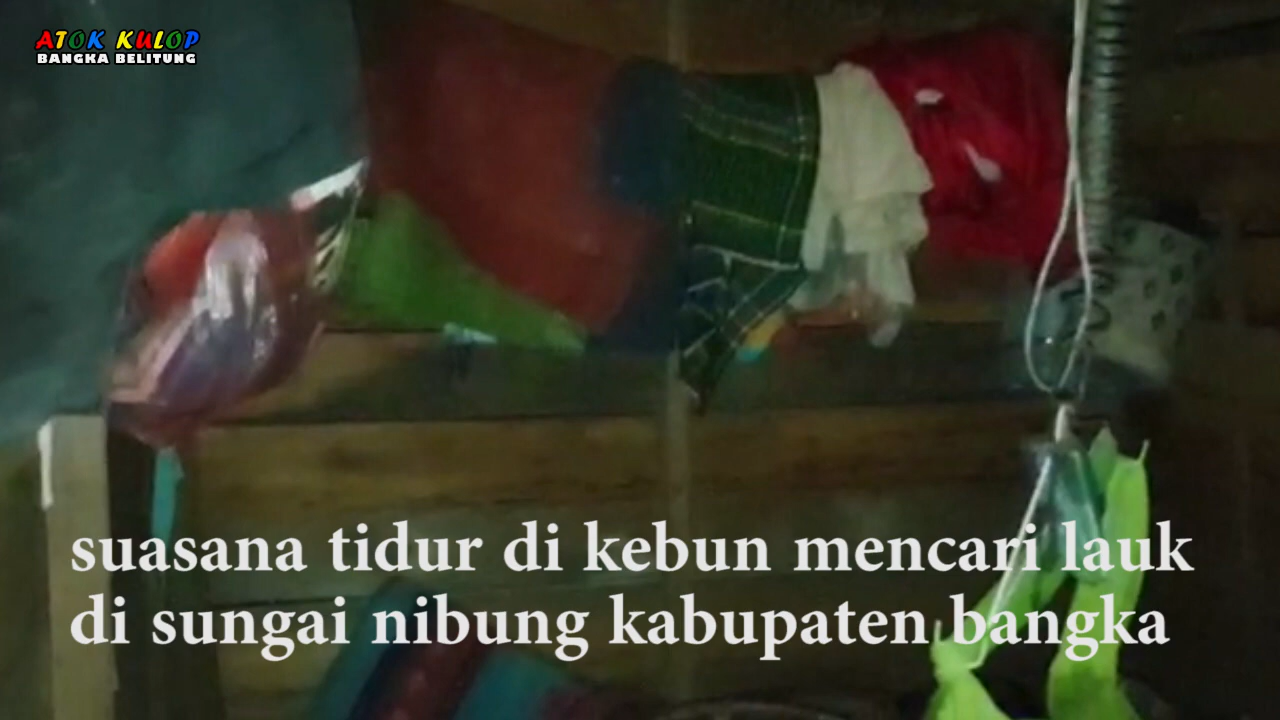 ATOK KULOP
BANGKA BELITUNG
suasana tidur di kebun mencari lauk
di sungai nibung kabupaten bangka